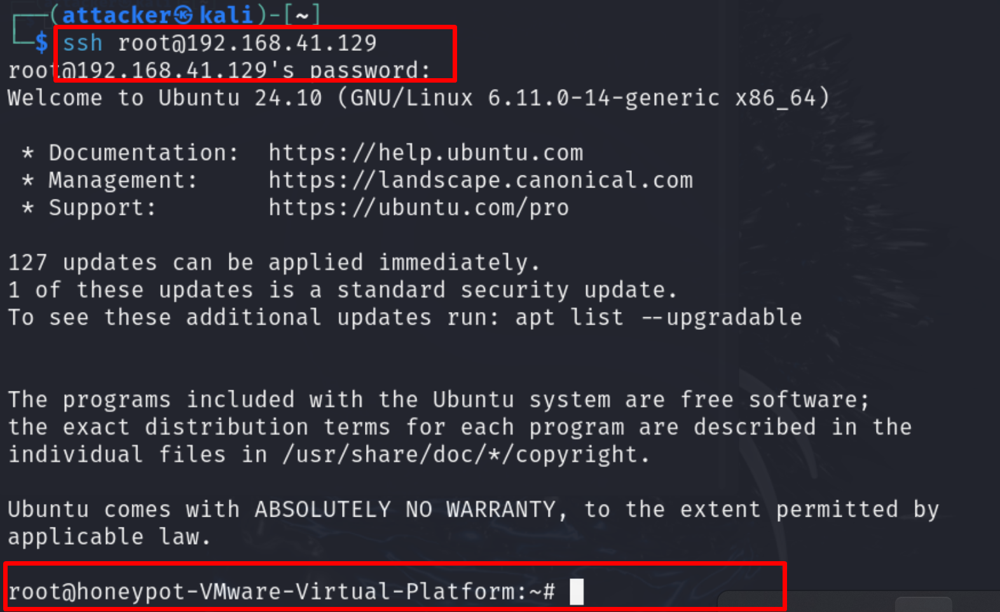 ┌──(attacker㉿kali)-[~]
└─$ ssh root@192.168.41.129
root@192.168.41.129's password:
Welcome to Ubuntu 24.10 (GNU/Linux 6.11.0-14-generic x86_64)
* Documentation:  https://help.ubuntu.com
* Management:     https://landscape.canonical.com
* Support:        https://ubuntu.com/pro
127 updates can be applied immediately.
1 of these updates is a standard security update.
To see these additional updates run: apt list --upgradable
The programs included with the Ubuntu system are free software;
the exact distribution terms for each program are described in the
individual files in /usr/share/doc/*/copyright.
Ubuntu comes with ABSOLUTELY NO WARRANTY, to the extent permitted by
applicable law.
root@honeypot-VMware-Virtual-Platform:~#